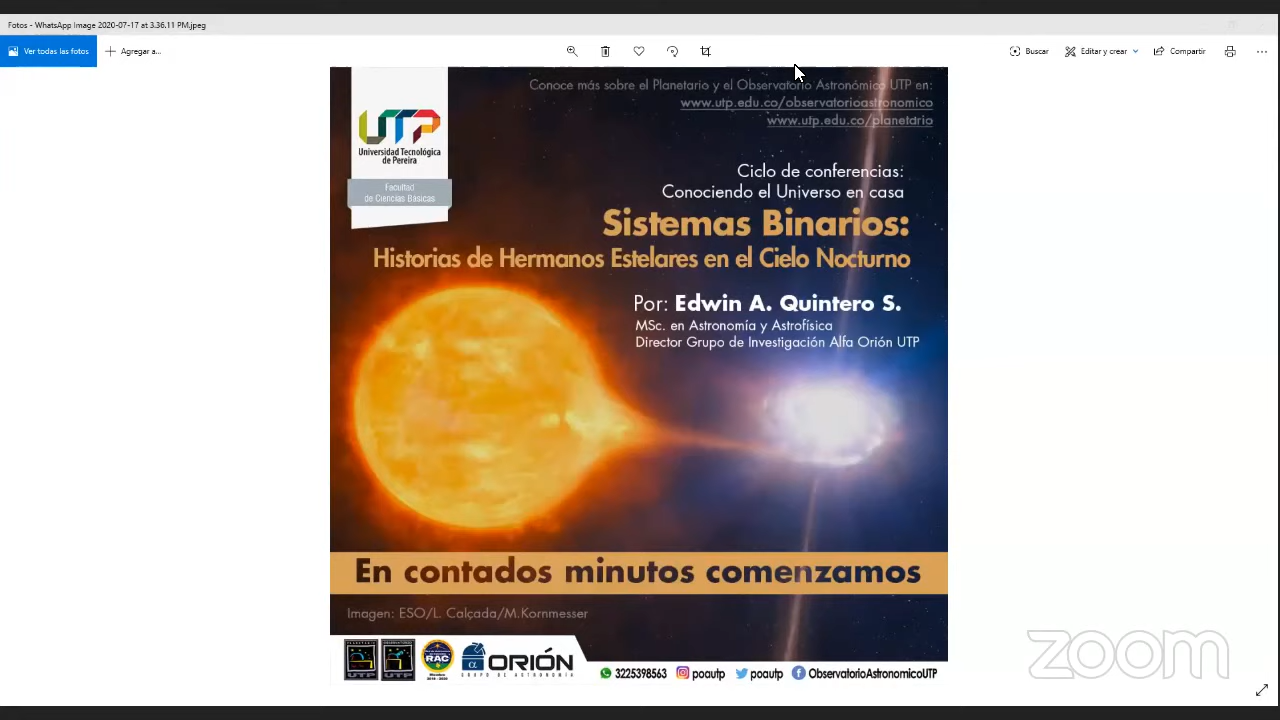 Fotos - WhatsApp Image 2020-07-17 at 3.36.11 PM.jpeg
Ver todas las fotos
Agregar a...
Buscar
Editar y crear
Compartir
Conoce más sobre el Planetario y el Observatorio Astronómico UTP en:
www.utp.edu.co/observatorioastronomico
www.utp.edu.co/planetario
UTP
Universidad Tecnológica
de Pereira
Facultad
de Ciencias Básicas
Ciclo de conferencias:
Conociendo el Universo en casa
Sistemas Binarios:
Historias de Hermanos Estelares en el Cielo Nocturno
Por: Edwin A. Quintero S.
MSc. en Astronomía y Astrofísica
Director Grupo de Investigación Alfa Orión UTP
En contados minutos comenzamos
Imagen: ESO/L. Calçada/M.Kornmesser
UTP
UTP
RAC
α ORIÓN
GRUPO DE ASTRONOMÍA
3225398563
poautp
poautp
ObservatorioAstronomicoUTP
zoom